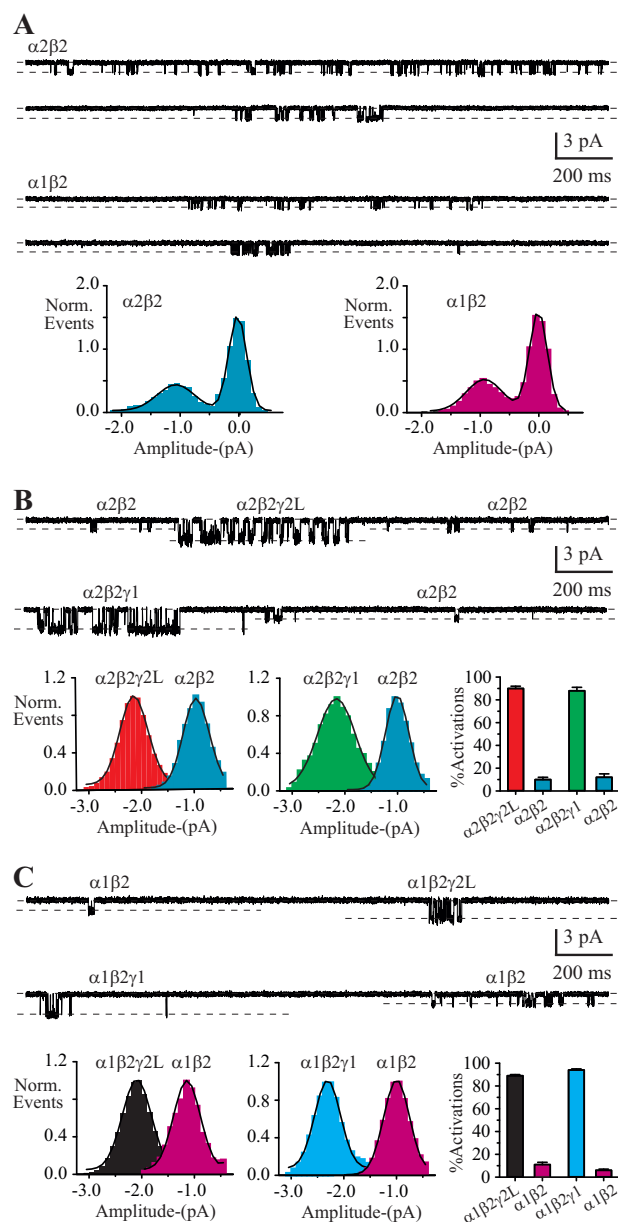 A
α2β2
3 pA
200 ms
α1β2
2.0
Norm.
Events
α2β2
1.0
0.0
-2.0 -1.0 0.0
Amplitude-(pA)
2.0
Norm.
Events
α1β2
1.0
0.0
-2.0 -1.0 0.0
Amplitude-(pA)
B
α2β2 α2β2γ2L α2β2
3 pA
200 ms
α2β2γ1 α2β2
1.2
Norm.
Events
α2β2γ2L α2β2
0.8
0.4
0
-3.0 -2.0 -1.0
Amplitude-(pA)
1.2
α2β2γ1 α2β2
0.8
0.4
0
-3.0 -2.0 -1.0
Amplitude-(pA)
%Activations
100
80
60
40
20
0
α2β2γ2L
α2β2
α2β2γ1
α2β2
C
α1β2 α1β2γ2L
3 pA
200 ms
α1β2γ1 α1β2
1.2
Norm.
Events
α1β2γ2L α1β2
0.8
0.4
0
-3.0 -2.0 -1.0
Amplitude-(pA)
1.2
α1β2γ1 α1β2
0.8
0.4
0
-3.0 -2.0 -1.0
Amplitude-(pA)
%Activations
100
80
60
40
20
0
α1β2γ2L
α1β2
α1β2γ1
α1β2